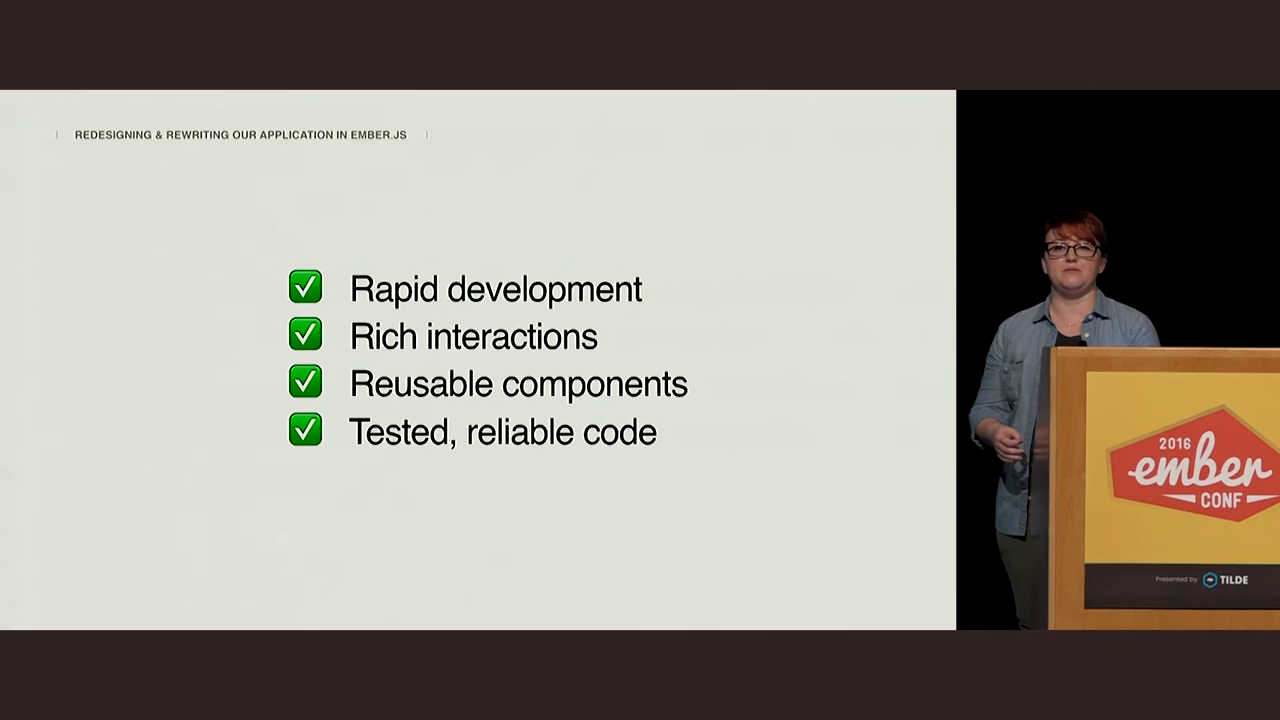 REDESIGNING & REWRITING OUR APPLICATION IN EMBER.JS
Rapid development
Rich interactions
Reusable components
Tested, reliable code
2016
ember
CONF
Presented by TILDE